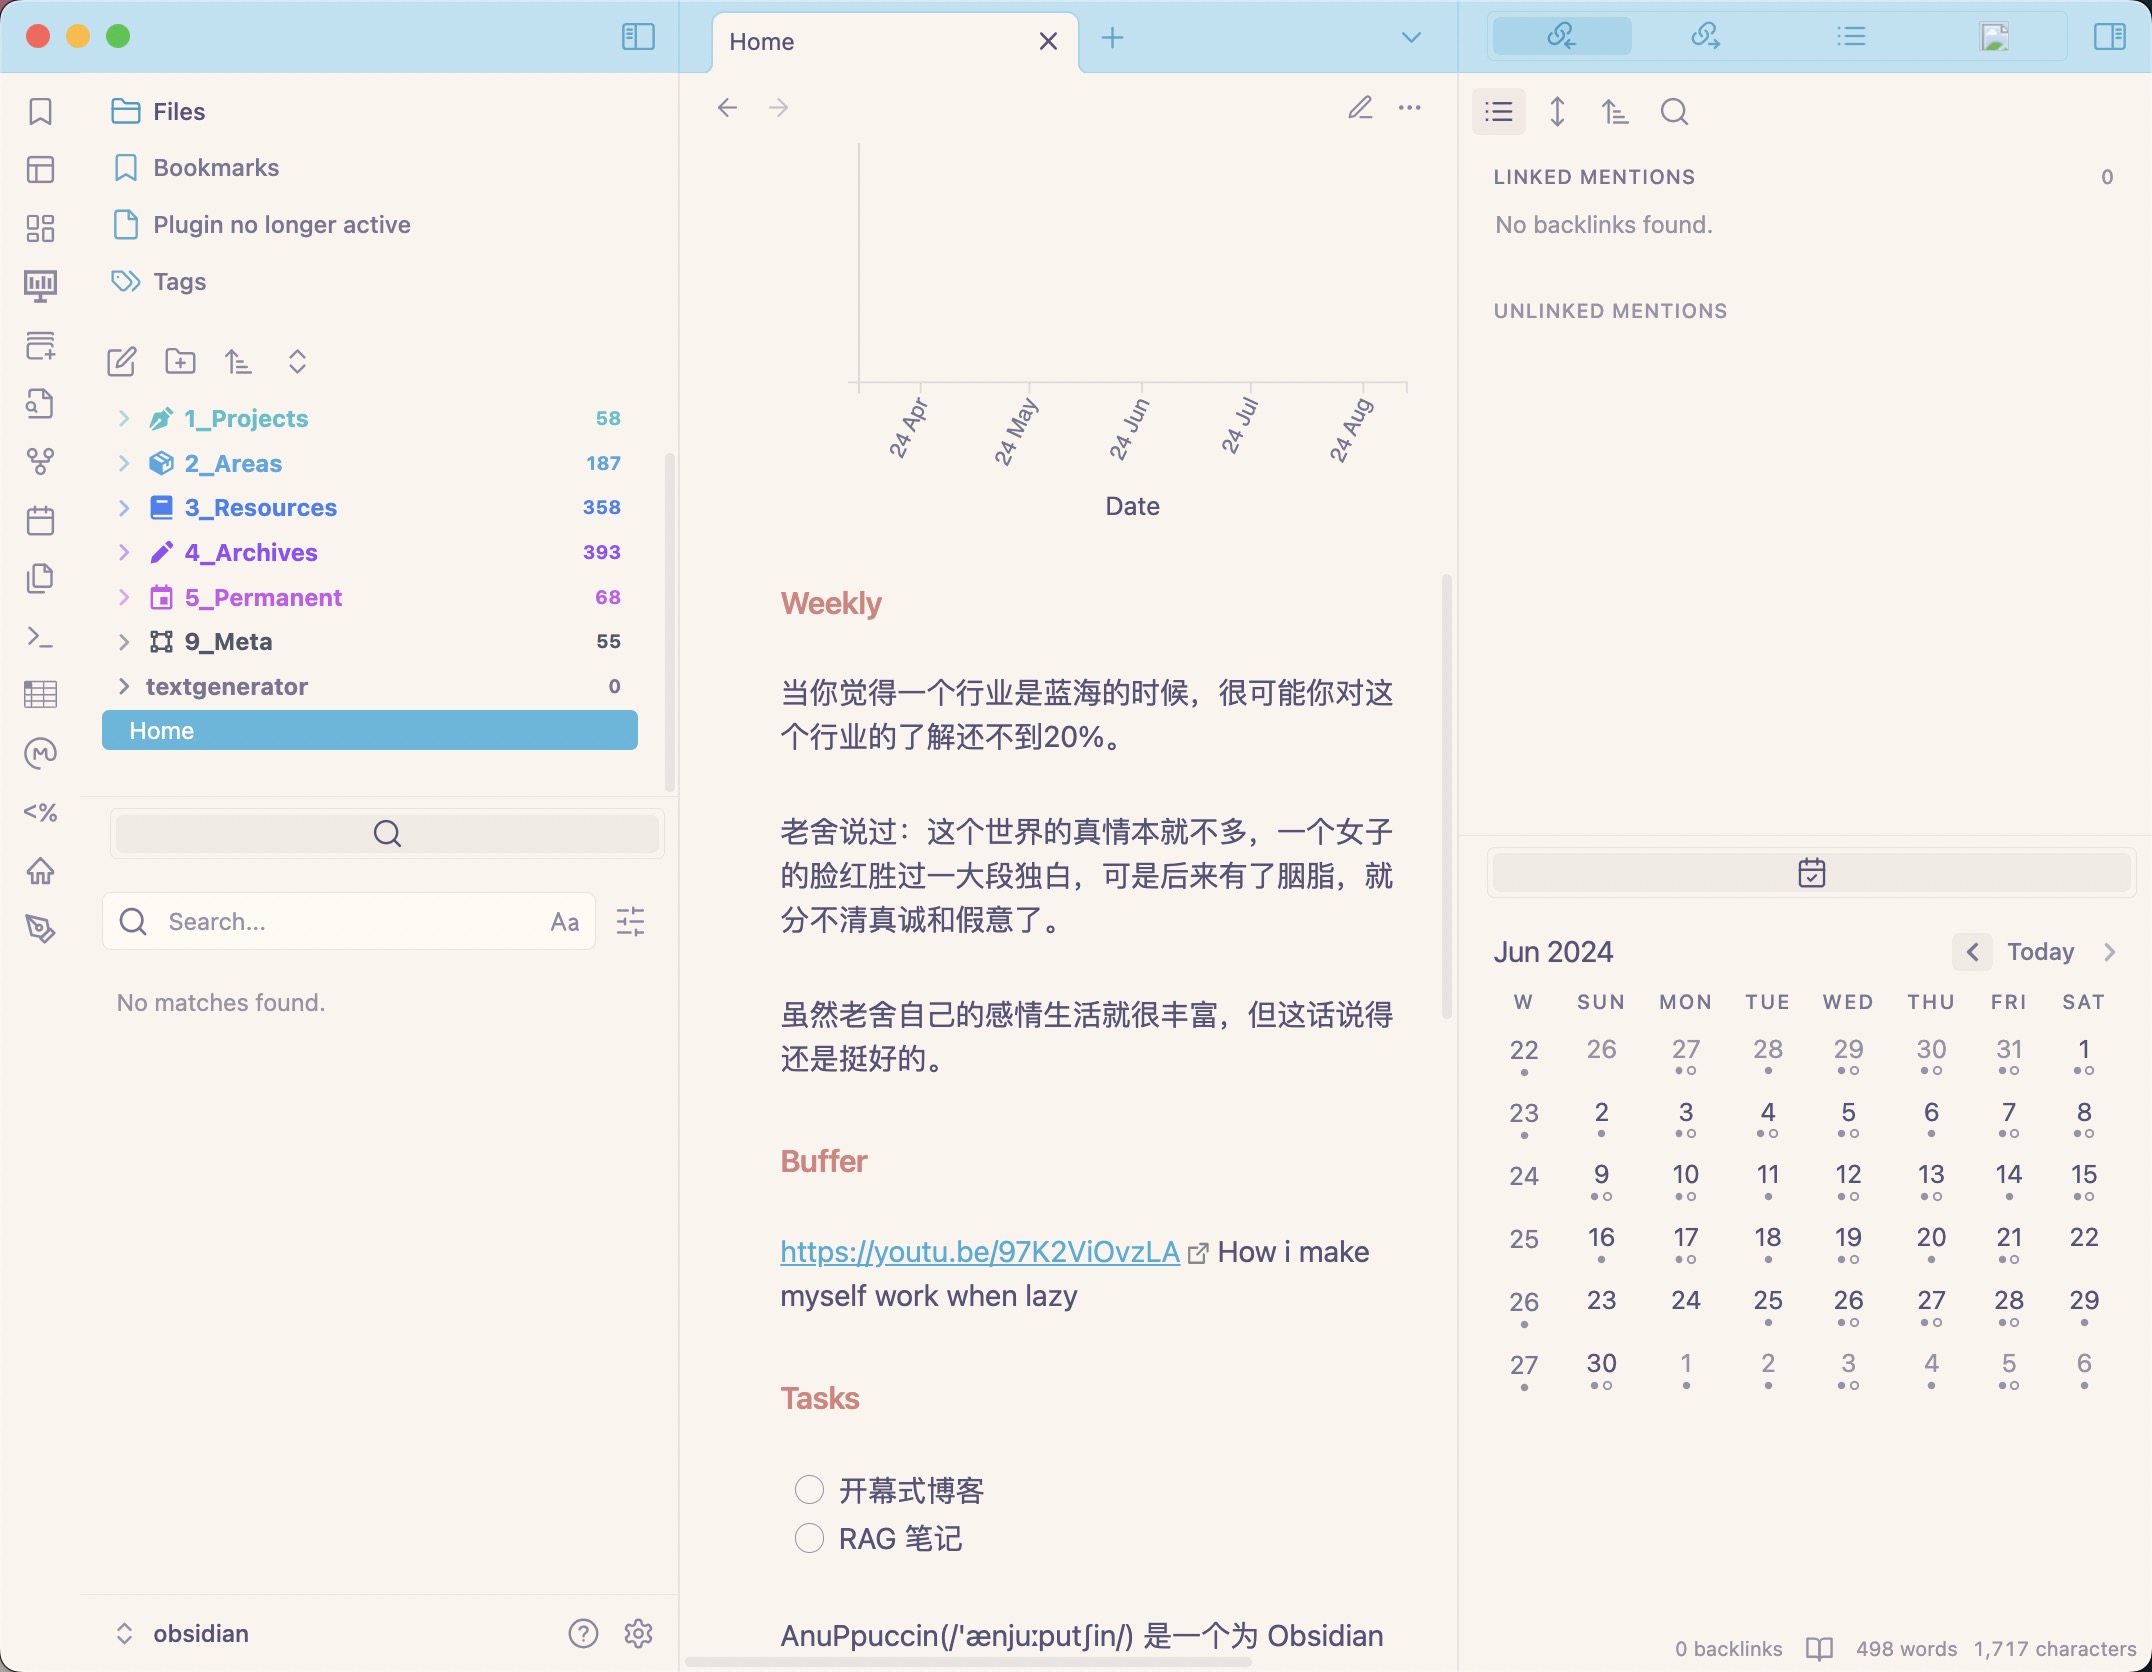 Home
Files
Bookmarks
Plugin no longer active
Tags
1_Projects 58
2_Areas 187
3_Resources 358
4_Archives 393
5_Permanent 68
9_Meta 55
textgenerator 0
Home
<%
Search... Aa
No matches found.
obsidian
24 Apr 24 May 24 Jun 24 Jul 24 Aug
Date
Weekly
当你觉得一个行业是蓝海的时候，很可能你对这
个行业的了解还不到20%。
老舍说过：这个世界的真情本就不多，一个女子
的脸红胜过一大段独白，可是后来有了胭脂，就
分不清真诚和假意了。
虽然老舍自己的感情生活就很丰富，但这话说得
还是挺好的。
Buffer
https://youtu.be/97K2ViOvzLA How i make
myself work when lazy
Tasks
开幕式博客
RAG 笔记
AnuPpuccin(/'ænjuːputʃin/) 是一个为 Obsidian
LINKED MENTIONS 0
No backlinks found.
UNLINKED MENTIONS
Jun 2024 Today
W SUN MON TUE WED THU FRI SAT
22 26 27 28 29 30 31 1
23 2 3 4 5 6 7 8
24 9 10 11 12 13 14 15
25 16 17 18 19 20 21 22
26 23 24 25 26 27 28 29
27 30 1 2 3 4 5 6
0 backlinks 498 words 1,717 characters